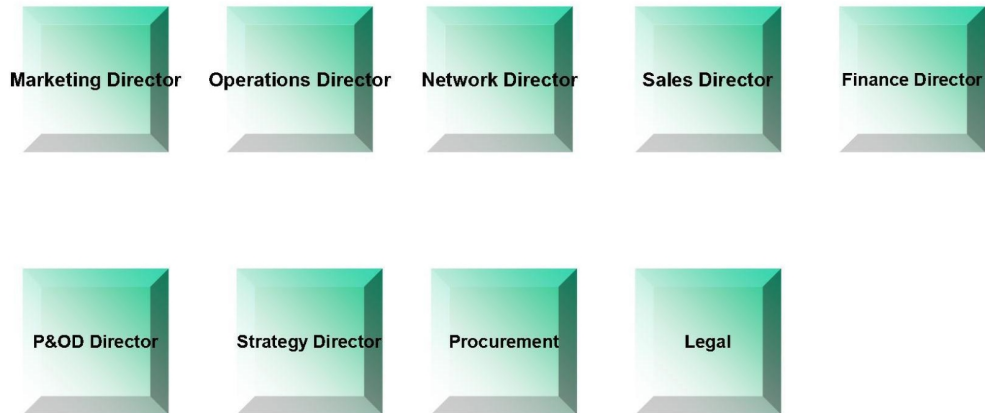 Marketing Director
Operations Director
Network Director
Sales Director
Finance Director
P&OD Director
Strategy Director
Procurement
Legal